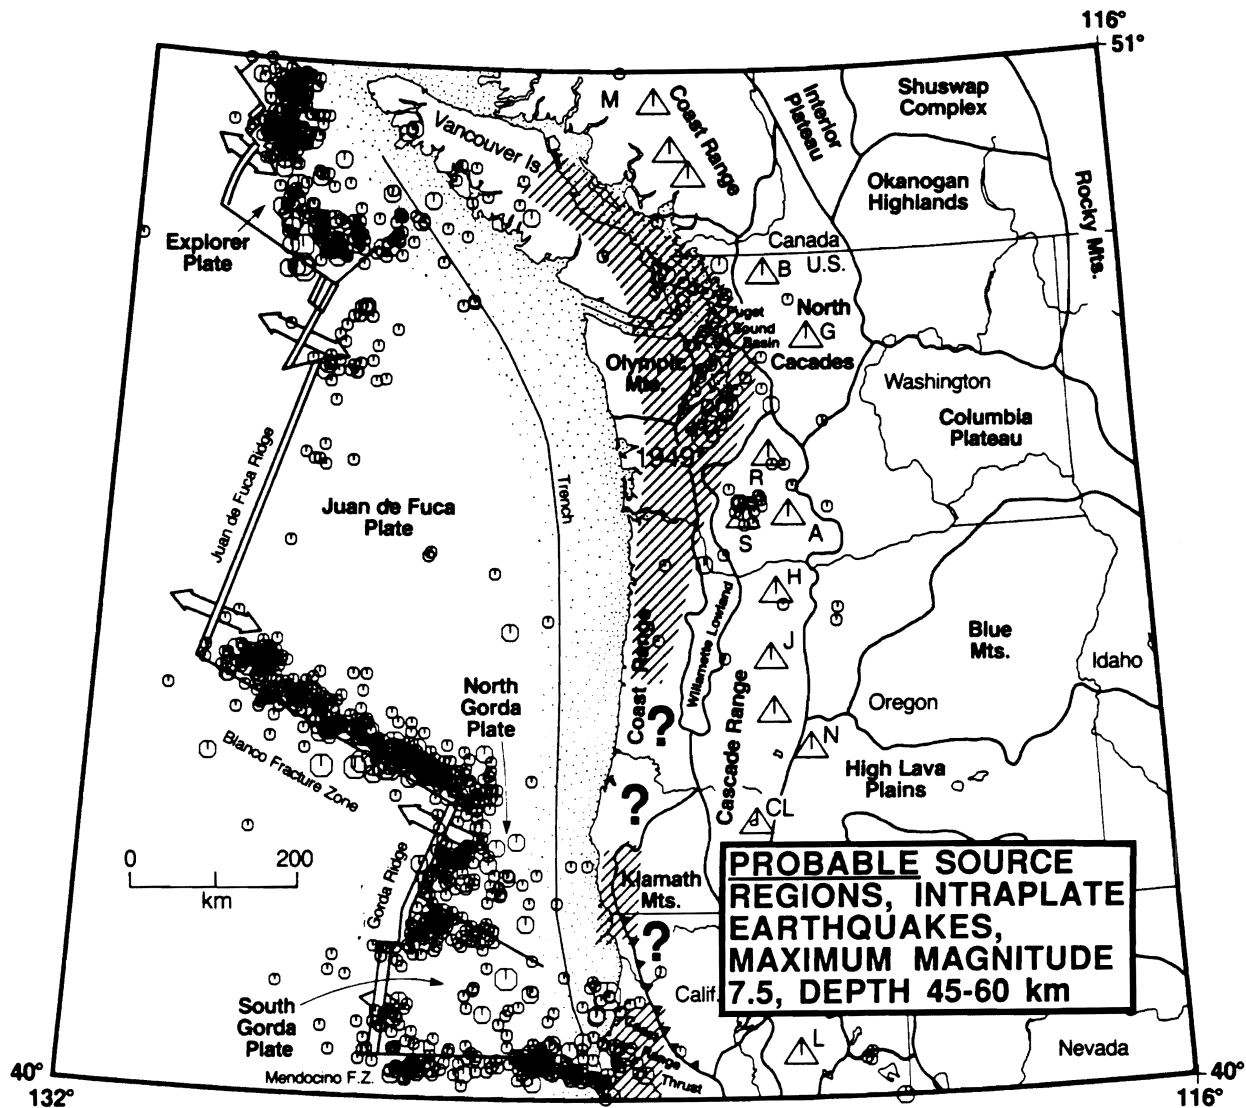 116°
51°
M
Coast Range
Interior
Plateau
Shuswap
Complex
Vancouver Is.
Okanogan
Highlands
Rocky Mts.
Explorer
Plate
Canada
U.S.
B
North
Cacades
G
Puget
Sound
Basin
Olympic
Mts.
Washington
Columbia
Plateau
1949
Juan de Fuca Ridge
Juan de Fuca
Plate
Trench
R
S
A
H
J
Willamette Lowland
Coast Range
Blue
Mts.
Idaho
Oregon
North
Gorda
Plate
?
Cascade Range
N
High Lava
Plains
Blanco Fracture Zone
?
CL
0 200
km
Gorda Ridge
Klamath
Mts.
?
PROBABLE SOURCE
REGIONS, INTRAPLATE
EARTHQUAKES,
MAXIMUM MAGNITUDE
7.5, DEPTH 45-60 km
Calif.
South
Gorda
Plate
L
Nevada
Mendocino F.Z.
Range
Thrust
40°
132°
40°
116°